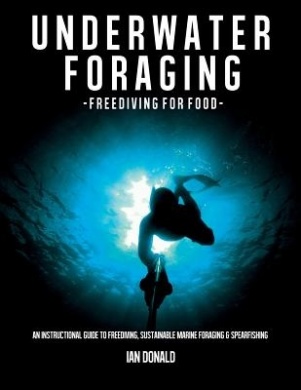 UNDERWATER
FORAGING
-FREEDIVING FOR FOOD-
AN INSTRUCTIONAL GUIDE TO FREEDIVING, SUSTAINABLE MARINE FORAGING & SPEARFISHING
IAN DONALD